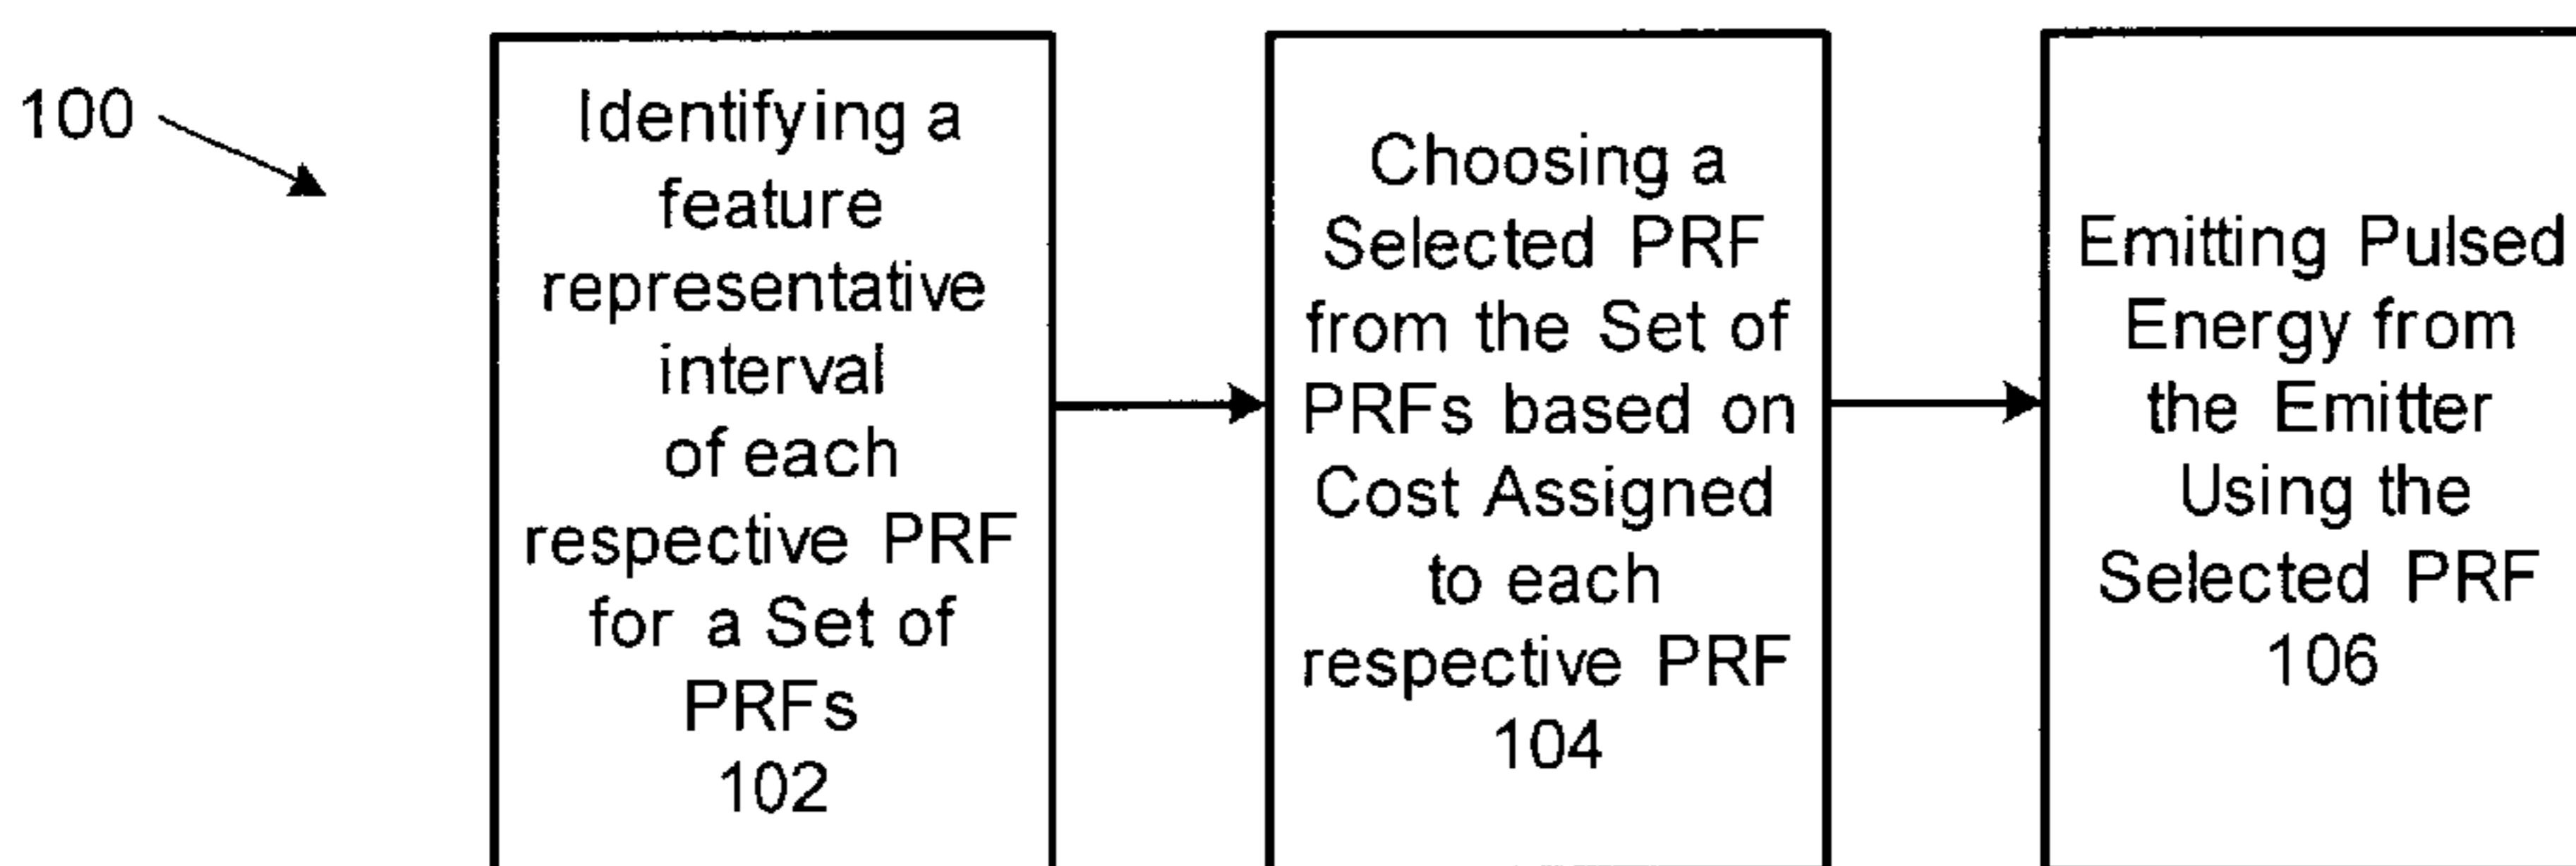 100
Identifying a
feature
representative
interval
of each
respective PRF
for a Set of
PRFs
102
Choosing a
Selected PRF
from the Set of
PRFs based on
Cost Assigned
to each
respective PRF
104
Emitting Pulsed
Energy from
the Emitter
Using the
Selected PRF
106